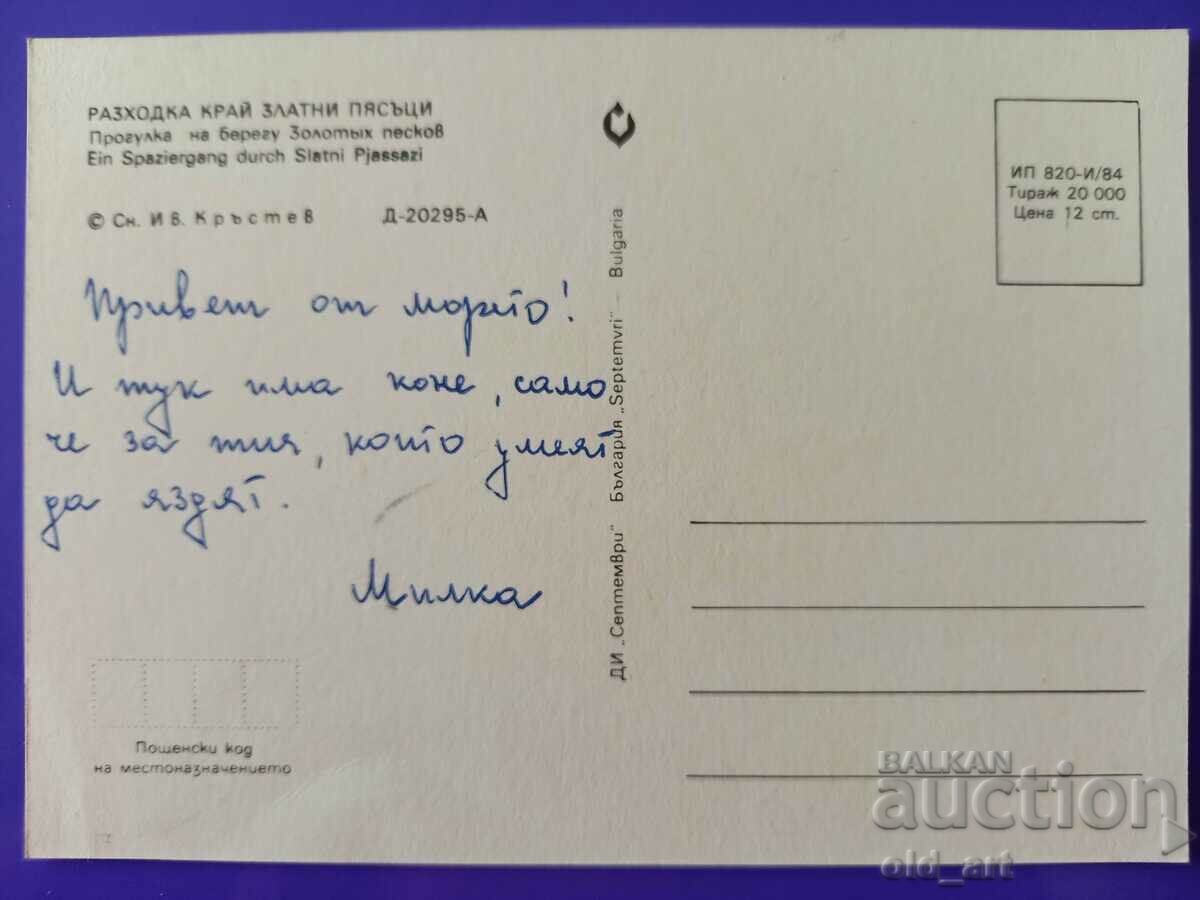 РАЗХОДКА КРАЙ ЗЛАТНИ ПЯСЪЦИ
Прогулка на берегу Золотых песков
Ein Spaziergang durch Slatni Pjassazi
© Сн. Ив. Кръстев Д-20295-А
Привет от морето!
И тук има коне, само
че за тия, които умеят
да яздят.
Милка
Пощенски код
на местоназначението
ДИ „Септември" България „Septemvri" — Bulgaria
ИП 820-И/84
Тираж 20 000
Цена 12 ст.
BALKAN
auction
old_art